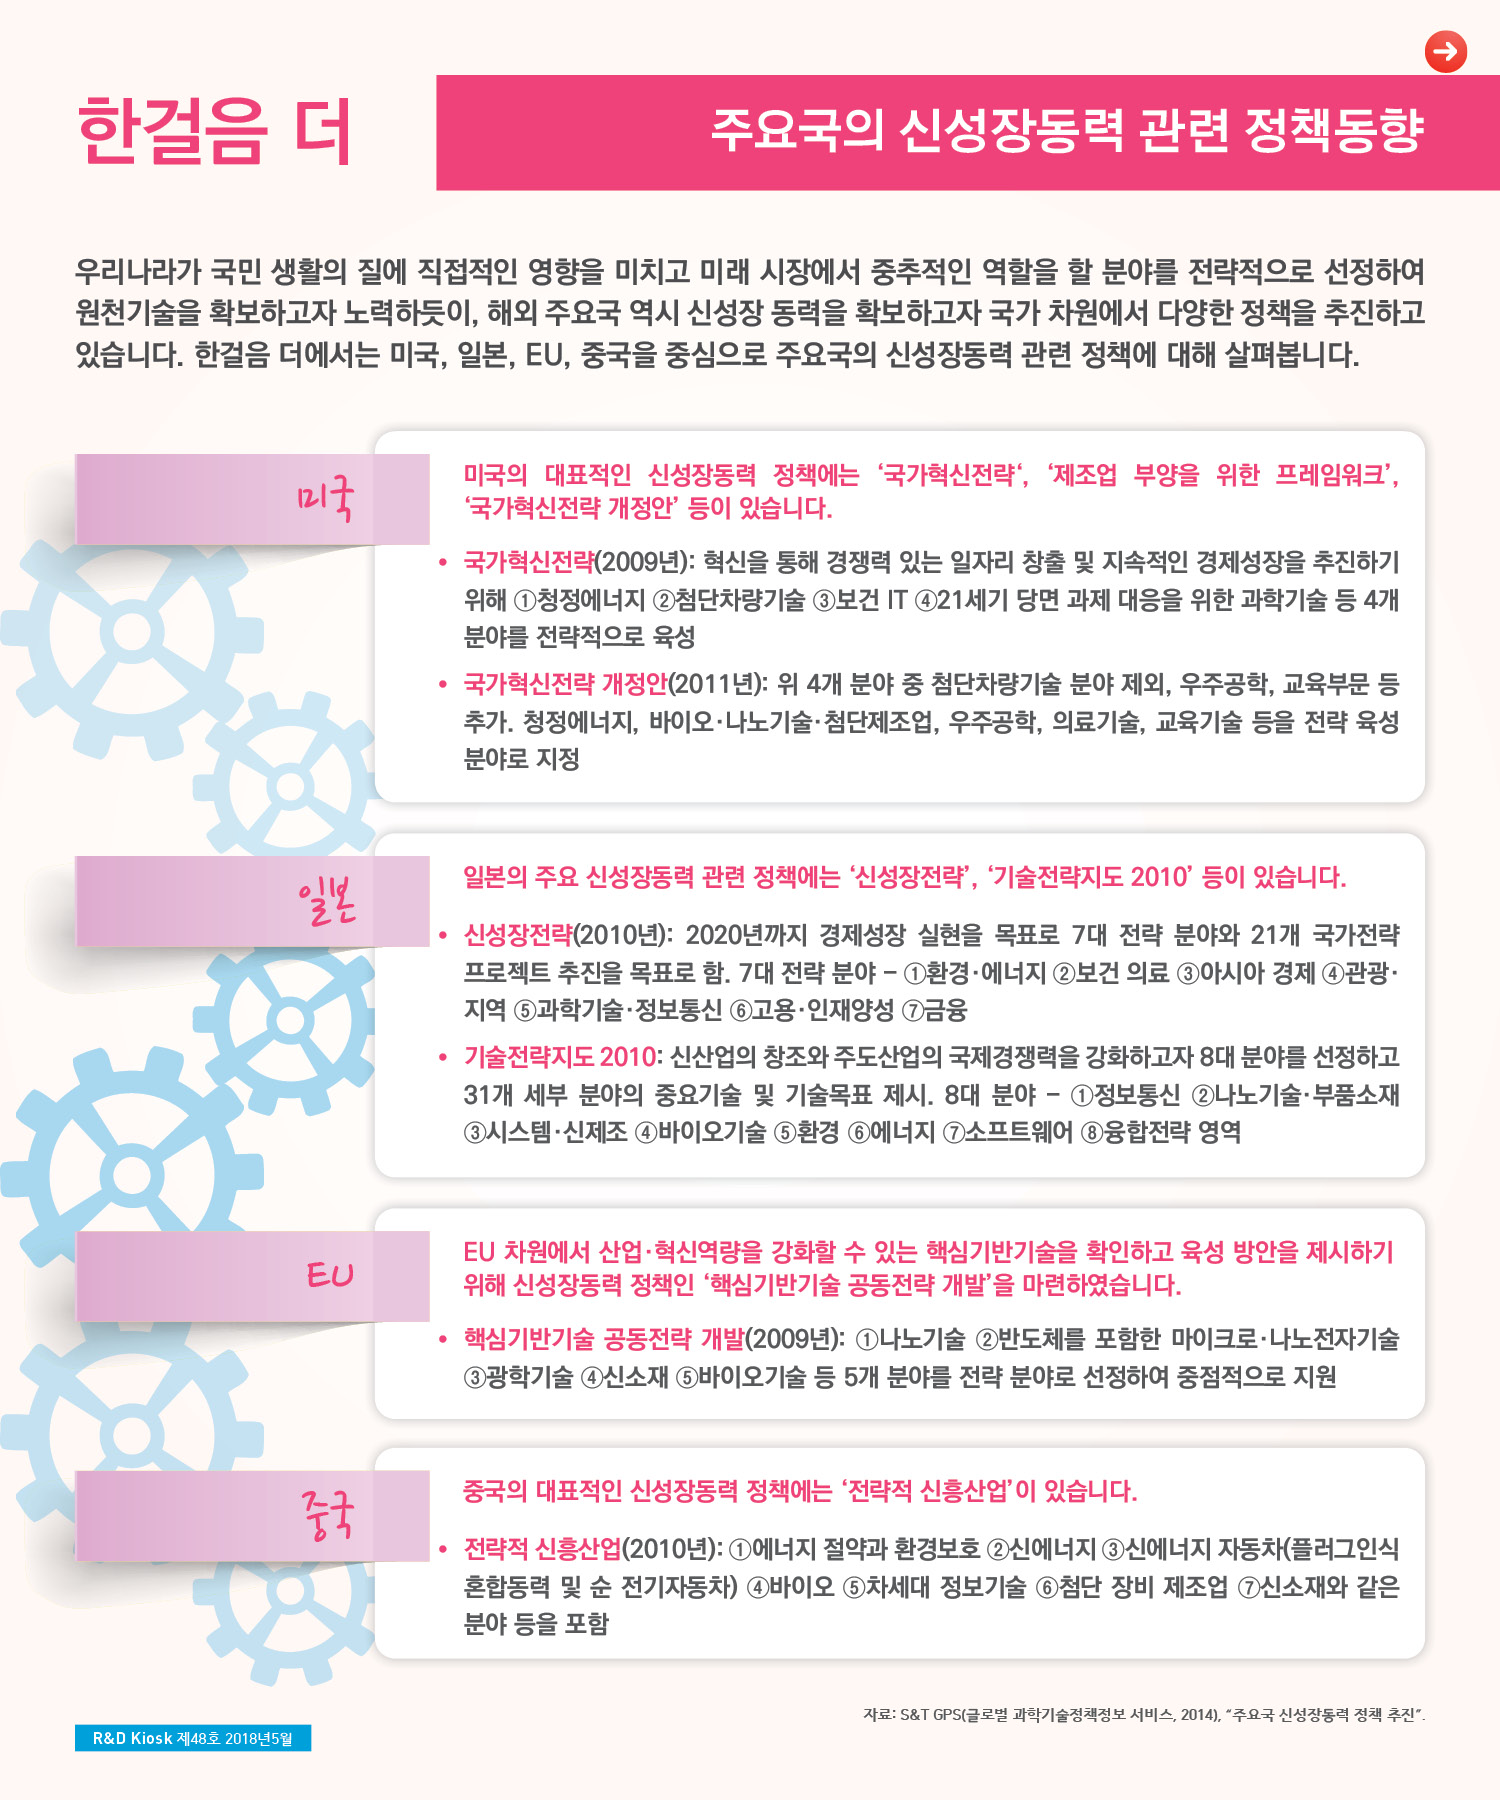 한걸음 더
주요국의 신성장동력 관련 정책동향
우리나라가 국민 생활의 질에 직접적인 영향을 미치고 미래 시장에서 중추적인 역할을 할 분야를 전략적으로 선정하여
원천기술을 확보하고자 노력하듯이, 해외 주요국 역시 신성장 동력을 확보하고자 국가 차원에서 다양한 정책을 추진하고
있습니다. 한걸음 더에서는 미국, 일본, EU, 중국을 중심으로 주요국의 신성장동력 관련 정책에 대해 살펴봅니다.
미국
미국의 대표적인 신성장동력 정책에는 ‘국가혁신전략‘, ‘제조업 부양을 위한 프레임워크’,
‘국가혁신전략 개정안’ 등이 있습니다.
• 국가혁신전략(2009년): 혁신을 통해 경쟁력 있는 일자리 창출 및 지속적인 경제성장을 추진하기
위해 ①청정에너지 ②첨단차량기술 ③보건 IT ④21세기 당면 과제 대응을 위한 과학기술 등 4개
분야를 전략적으로 육성
• 국가혁신전략 개정안(2011년): 위 4개 분야 중 첨단차량기술 분야 제외, 우주공학, 교육부문 등
추가. 청정에너지, 바이오·나노기술·첨단제조업, 우주공학, 의료기술, 교육기술 등을 전략 육성
분야로 지정
일본
일본의 주요 신성장동력 관련 정책에는 ‘신성장전략’, ‘기술전략지도 2010’ 등이 있습니다.
• 신성장전략(2010년): 2020년까지 경제성장 실현을 목표로 7대 전략 분야와 21개 국가전략
프로젝트 추진을 목표로 함. 7대 전략 분야 – ①환경·에너지 ②보건 의료 ③아시아 경제 ④관광·
지역 ⑤과학기술·정보통신 ⑥고용·인재양성 ⑦금융
• 기술전략지도 2010: 신산업의 창조와 주도산업의 국제경쟁력을 강화하고자 8대 분야를 선정하고
31개 세부 분야의 중요기술 및 기술목표 제시. 8대 분야 – ①정보통신 ②나노기술·부품소재
③시스템·신제조 ④바이오기술 ⑤환경 ⑥에너지 ⑦소프트웨어 ⑧융합전략 영역
EU
EU 차원에서 산업·혁신역량을 강화할 수 있는 핵심기반기술을 확인하고 육성 방안을 제시하기
위해 신성장동력 정책인 ‘핵심기반기술 공동전략 개발’을 마련하였습니다.
• 핵심기반기술 공동전략 개발(2009년): ①나노기술 ②반도체를 포함한 마이크로·나노전자기술
③광학기술 ④신소재 ⑤바이오기술 등 5개 분야를 전략 분야로 선정하여 중점적으로 지원
중국
중국의 대표적인 신성장동력 정책에는 ‘전략적 신흥산업’이 있습니다.
• 전략적 신흥산업(2010년): ①에너지 절약과 환경보호 ②신에너지 ③신에너지 자동차(플러그인식
혼합동력 및 순 전기자동차) ④바이오 ⑤차세대 정보기술 ⑥첨단 장비 제조업 ⑦신소재와 같은
분야 등을 포함
자료: S&T GPS(글로벌 과학기술정책정보 서비스, 2014), “주요국 신성장동력 정책 추진”.
R&D Kiosk 제48호 2018년5월